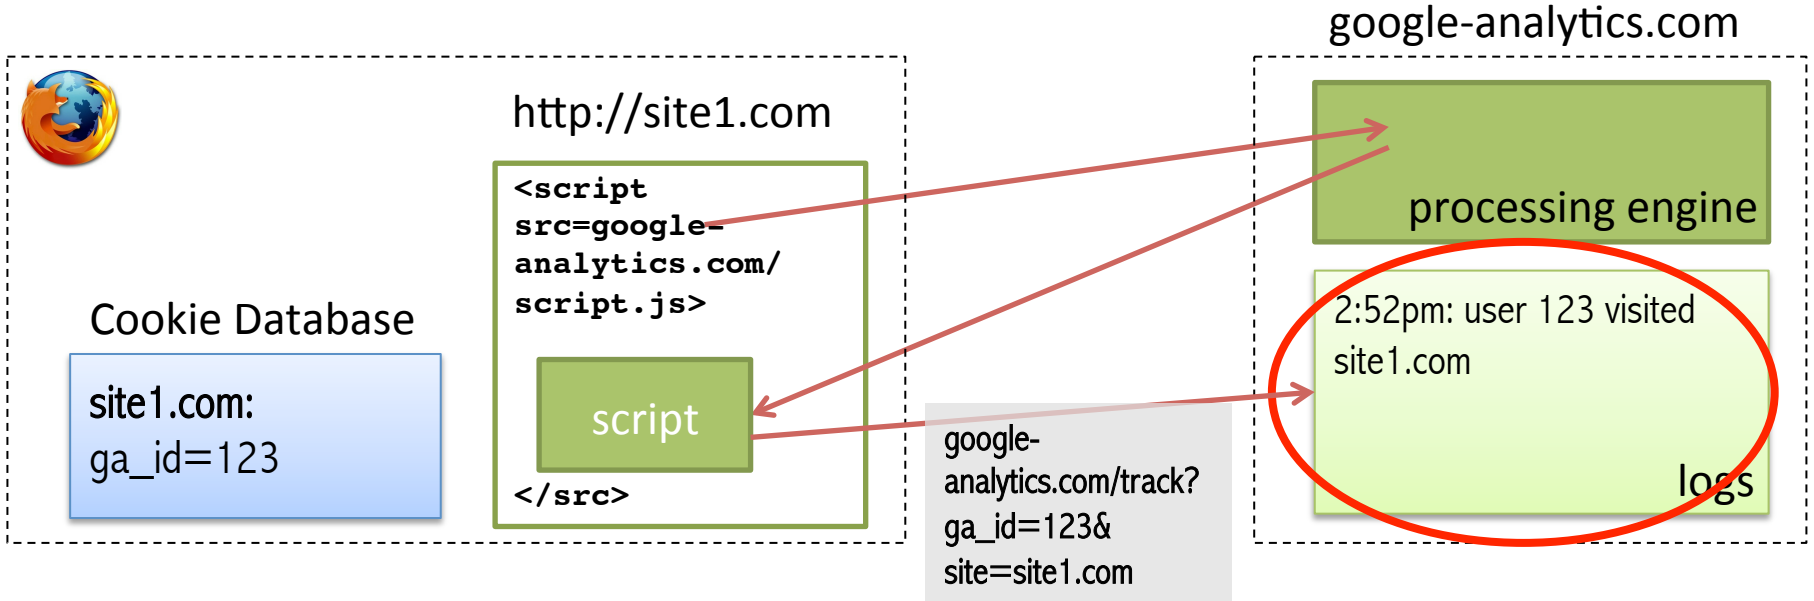 google-analytics.com
http://site1.com
<script
src=google-
analytics.com/
script.js>
script
</src>
Cookie Database
site1.com:
ga_id=123
google-
analytics.com/track?
ga_id=123&
site=site1.com
processing engine
2:52pm: user 123 visited
site1.com
logs